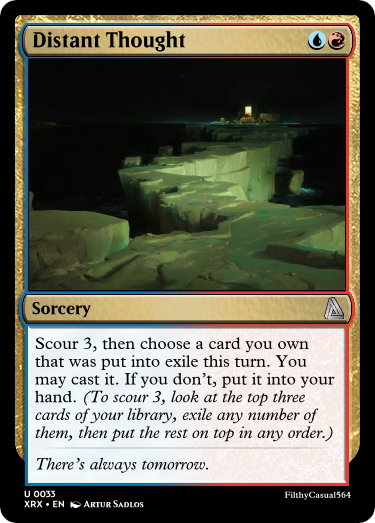 Distant Thought
Sorcery
Scour 3, then choose a card you own
that was put into exile this turn. You
may cast it. If you don't, put it into your
hand. (To scour 3, look at the top three
cards of your library, exile any number of
them, then put the rest on top in any order.)
There's always tomorrow.
U 0033
XRX • EN Artur Sadlos
FilthyCasual564